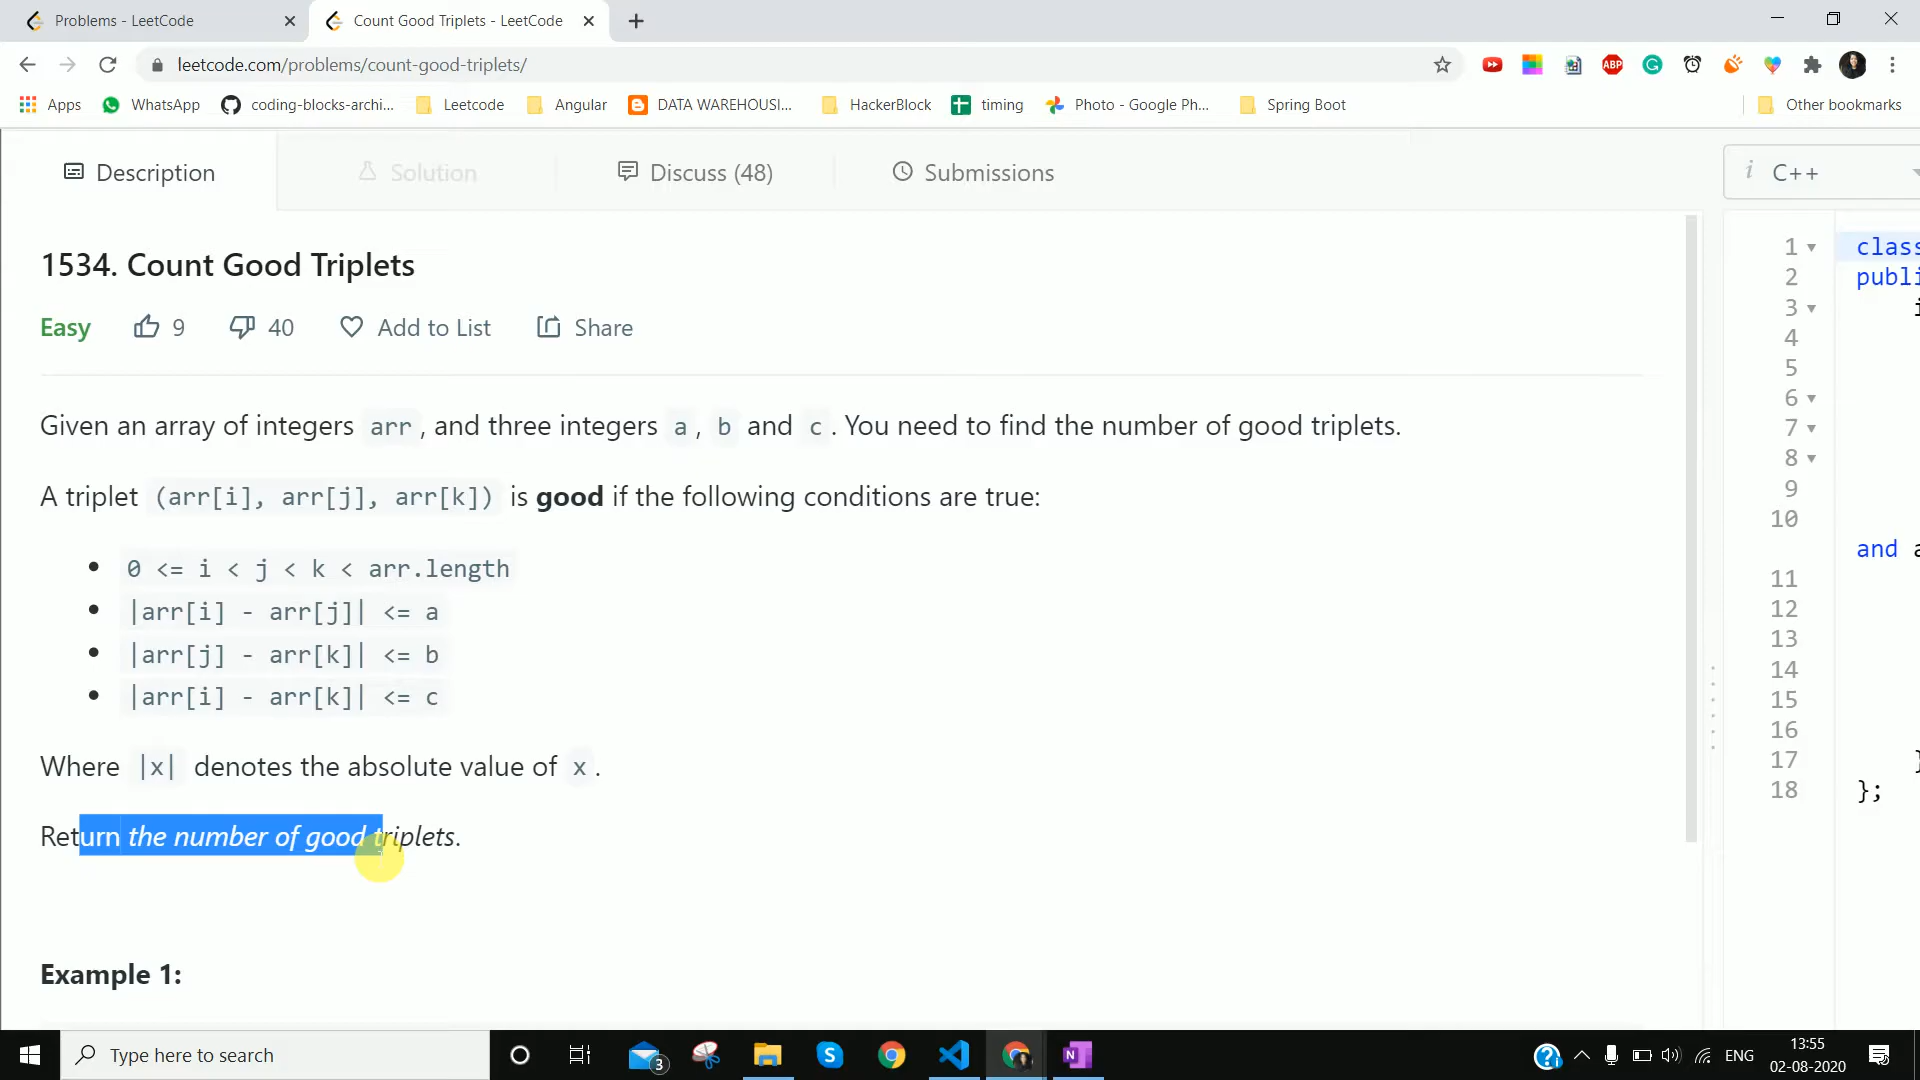 Problems - LeetCode
Count Good Triplets - LeetCode
leetcode.com/problems/count-good-triplets/
ABP
Apps WhatsApp coding-blocks-archi... Leetcode Angular DATA WAREHOUSI... HackerBlock timing Photo - Google Ph... Spring Boot Other bookmarks
Description Solution Discuss (48) Submissions
i C++
1534. Count Good Triplets
Easy 9 40 Add to List Share
Given an array of integers arr, and three integers a, b and c. You need to find the number of good triplets.
A triplet (arr[i], arr[j], arr[k]) is good if the following conditions are true:
• 0 <= i < j < k < arr.length
• |arr[i] - arr[j]| <= a
• |arr[j] - arr[k]| <= b
• |arr[i] - arr[k]| <= c
Where |x| denotes the absolute value of x.
Return the number of good triplets.
Example 1:
1 class
2 publi
3 i
4
5
6
7
8
9
10
and a
11
12
13
14
15
16
17 }
18 };
Type here to search
3
S
N
ENG
13:55
02-08-2020